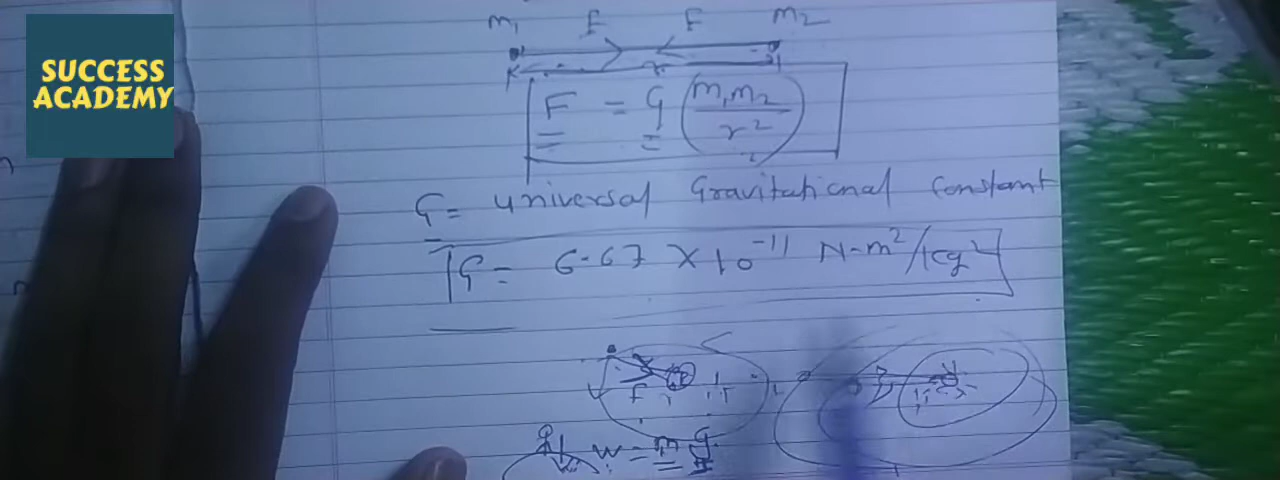 SUCCESS
ACADEMY
m₁ F F m₂
r
F = G (m₁m₂/r²)
G = universal Gravitational constant
G = 6.67 × 10⁻¹¹ N-m²/kg²
F
w = m g